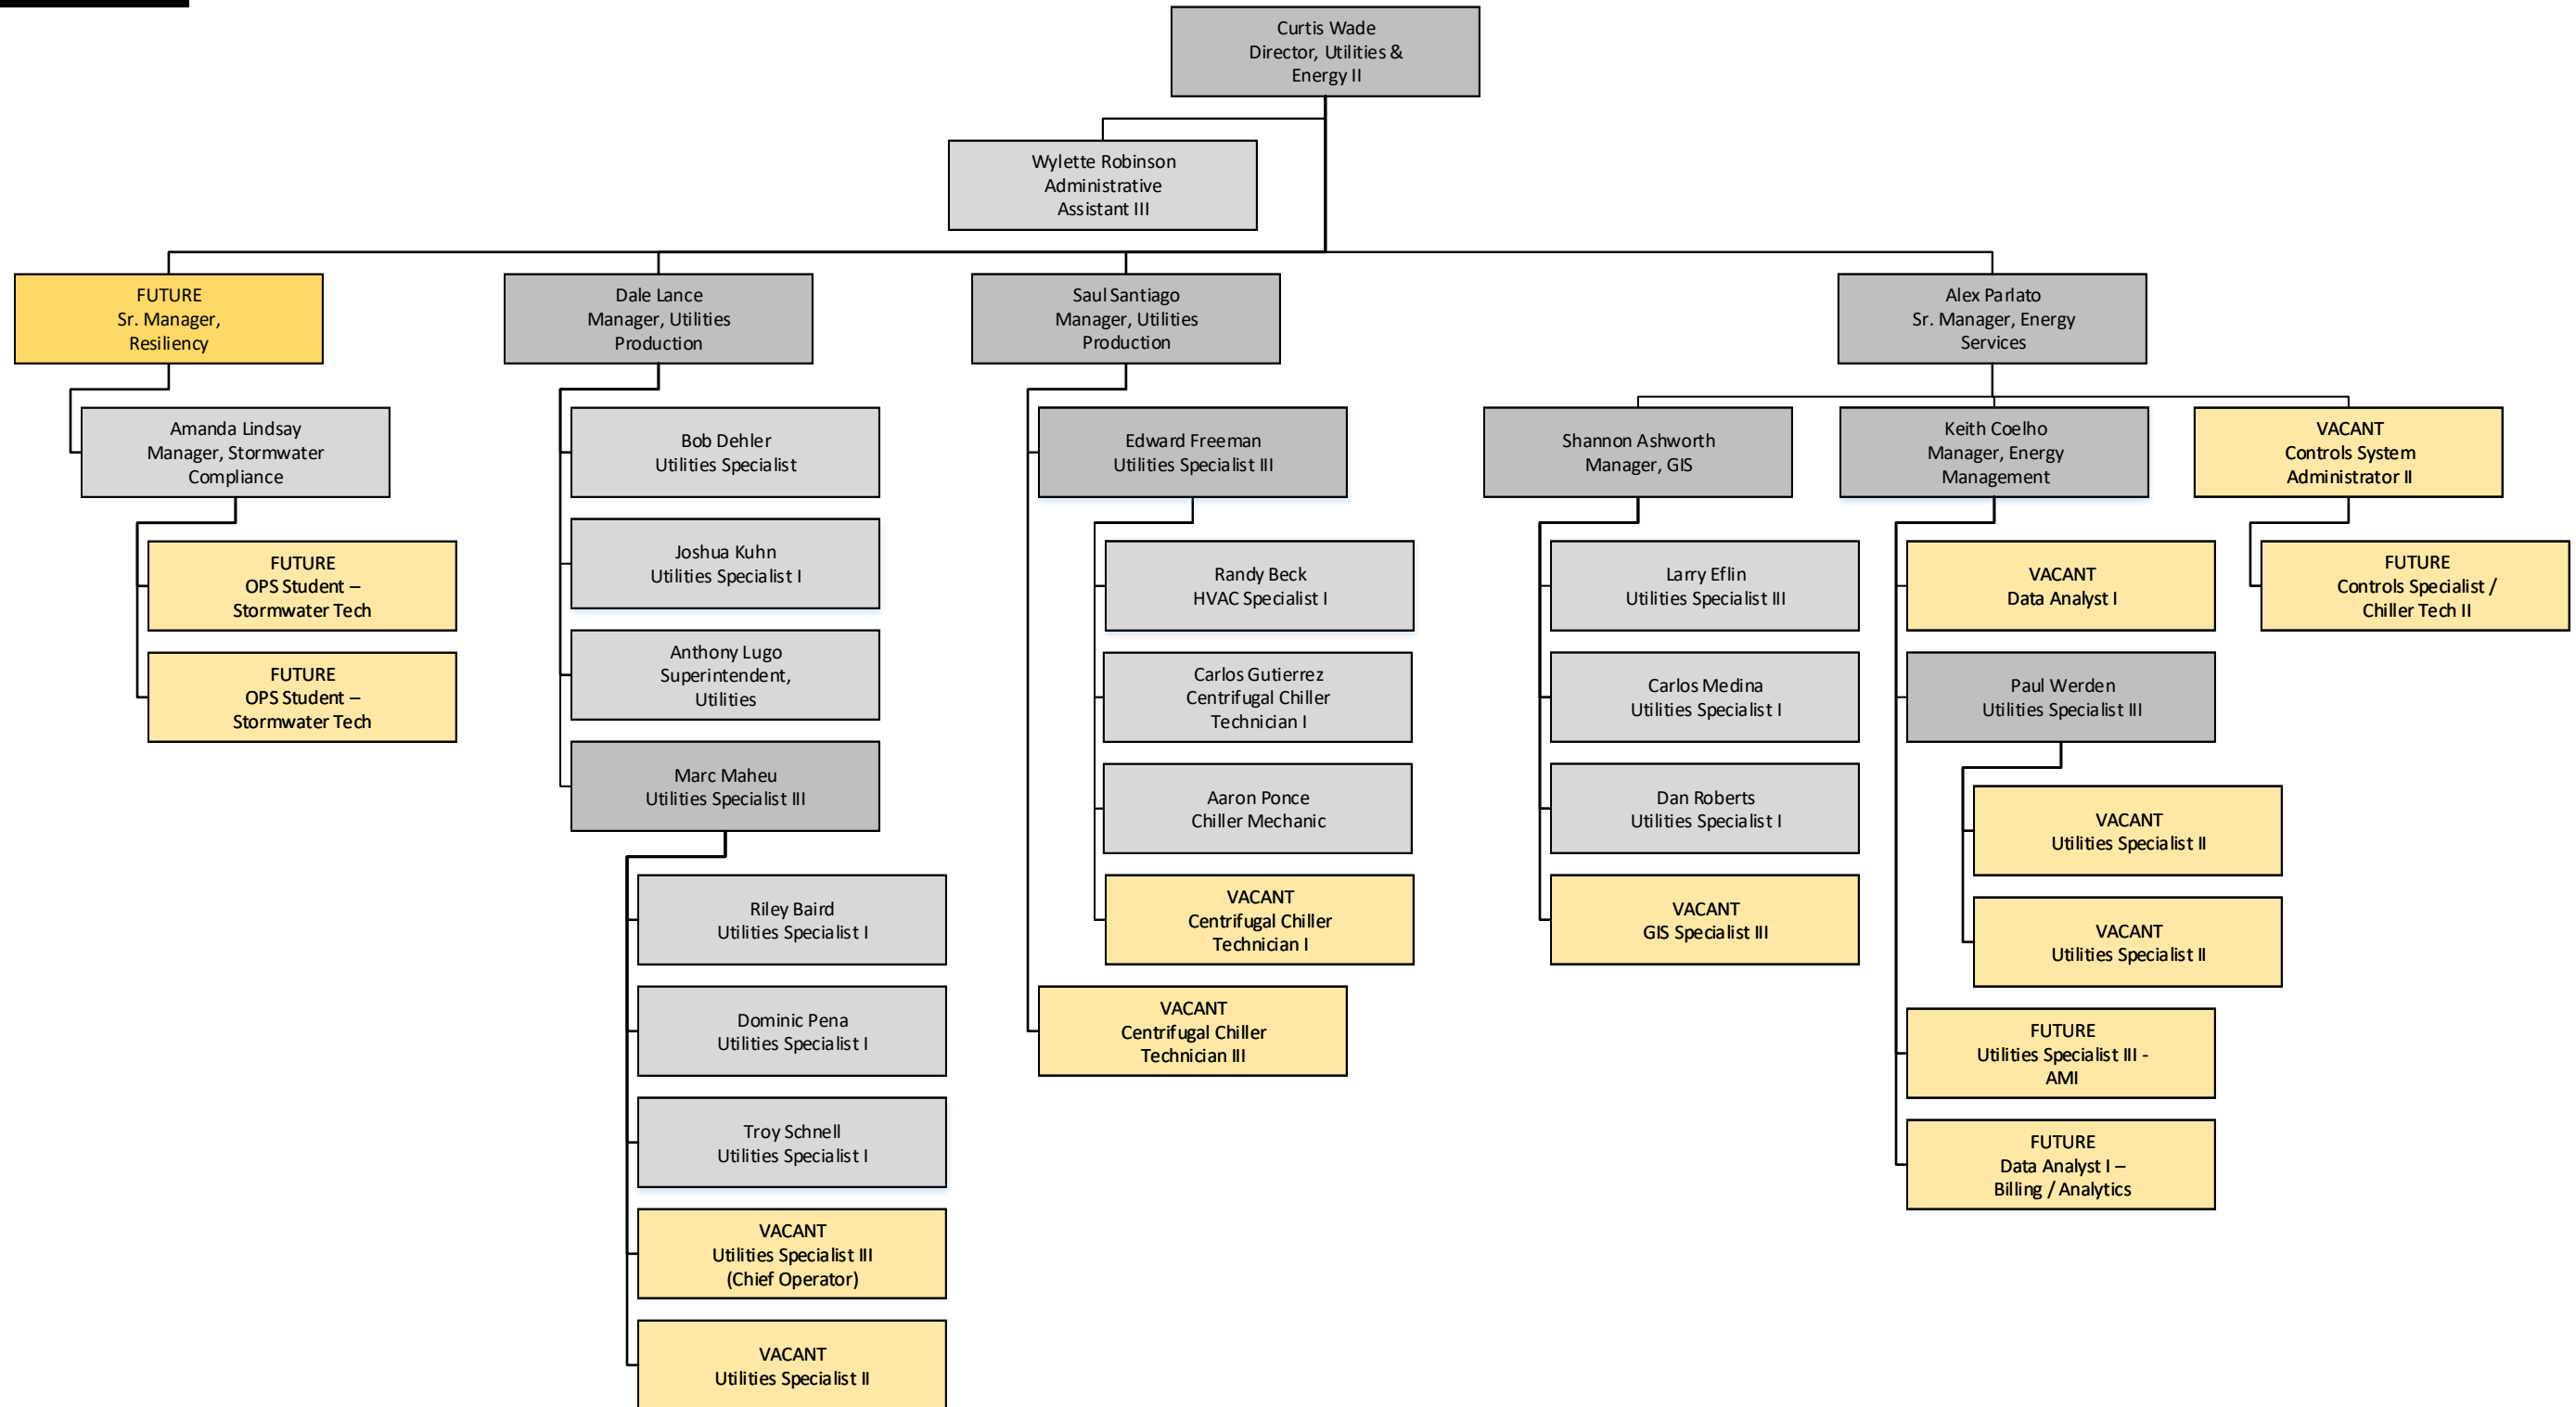 Curtis Wade
Director, Utilities &
Energy II
Wylette Robinson
Administrative
Assistant III
FUTURE
Sr. Manager,
Resiliency
Amanda Lindsay
Manager, Stormwater
Compliance
FUTURE
OPS Student –
Stormwater Tech
FUTURE
OPS Student –
Stormwater Tech
Dale Lance
Manager, Utilities
Production
Bob Dehler
Utilities Specialist
Joshua Kuhn
Utilities Specialist I
Anthony Lugo
Superintendent,
Utilities
Marc Maheu
Utilities Specialist III
Riley Baird
Utilities Specialist I
Dominic Pena
Utilities Specialist I
Troy Schnell
Utilities Specialist I
VACANT
Utilities Specialist III
(Chief Operator)
VACANT
Utilities Specialist II
Saul Santiago
Manager, Utilities
Production
Edward Freeman
Utilities Specialist III
Randy Beck
HVAC Specialist I
Carlos Gutierrez
Centrifugal Chiller
Technician I
Aaron Ponce
Chiller Mechanic
VACANT
Centrifugal Chiller
Technician I
VACANT
Centrifugal Chiller
Technician III
Alex Parlato
Sr. Manager, Energy
Services
Shannon Ashworth
Manager, GIS
Larry Eflin
Utilities Specialist III
Carlos Medina
Utilities Specialist I
Dan Roberts
Utilities Specialist I
VACANT
GIS Specialist III
Keith Coelho
Manager, Energy
Management
VACANT
Data Analyst I
Paul Werden
Utilities Specialist III
VACANT
Utilities Specialist II
VACANT
Utilities Specialist II
FUTURE
Utilities Specialist III -
AMI
FUTURE
Data Analyst I –
Billing / Analytics
VACANT
Controls System
Administrator II
FUTURE
Controls Specialist /
Chiller Tech II